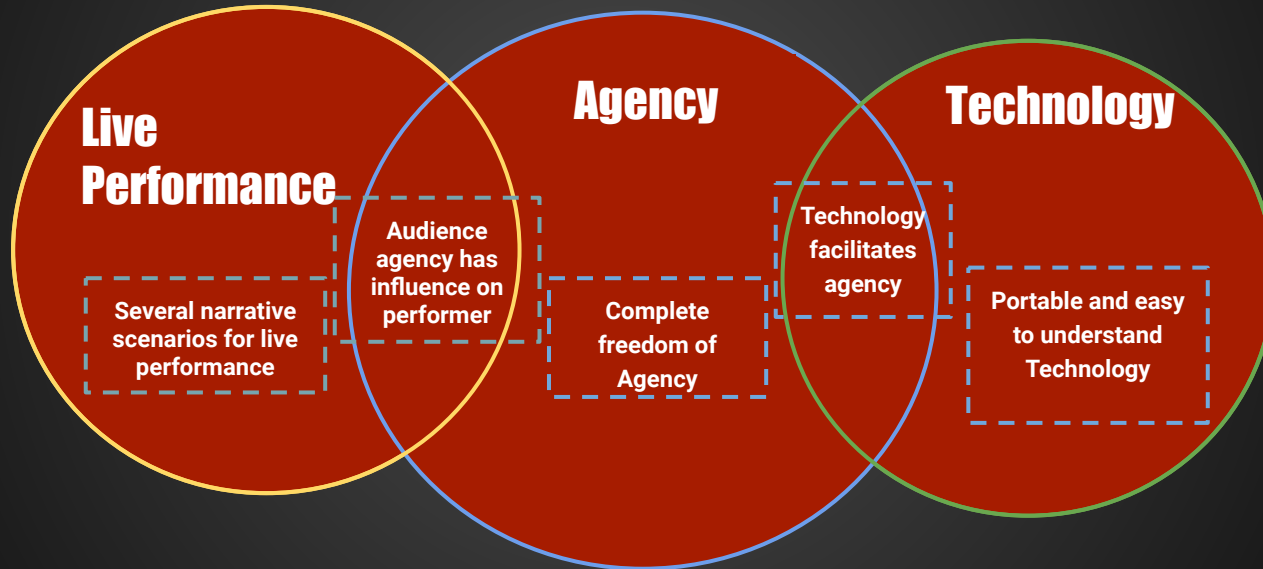 Live
Performance
Agency
Technology
Several narrative
scenarios for live
performance
Audience
agency has
influence on
performer
Complete
freedom of
Agency
Technology
facilitates
agency
Portable and easy
to understand
Technology